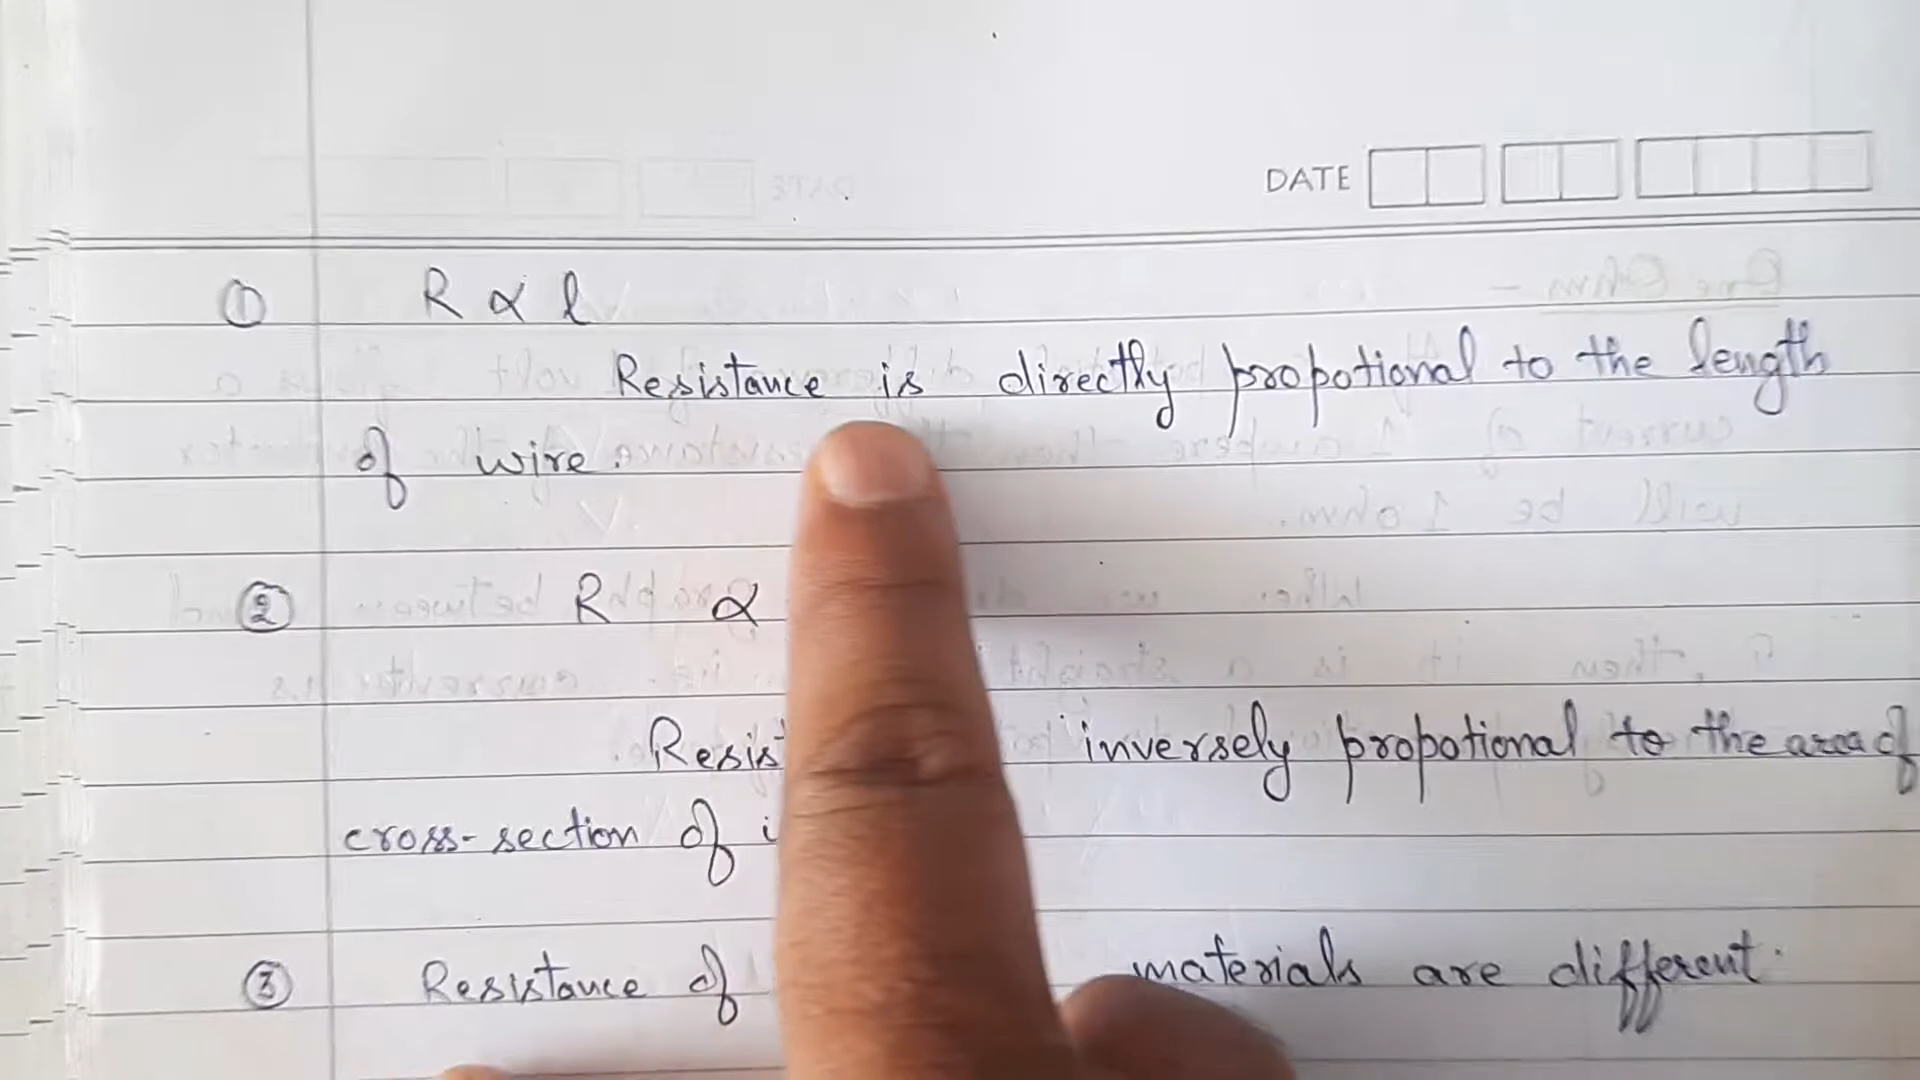 DATE
① R ∝ l
Resistance is directly propotional to the length
of wire.
② R ∝
inversely propotional to the area of
cross-section of
③ Resistance of materials are different.